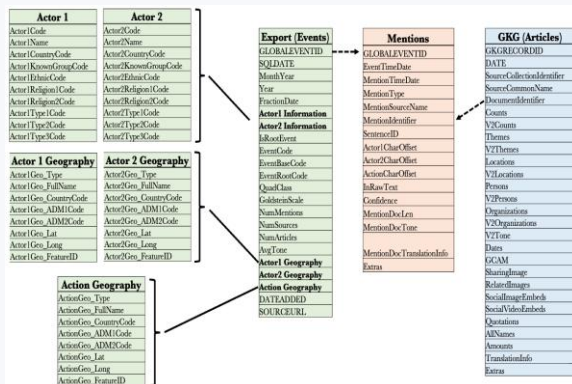 Actor 1
Actor1Code
Actor1Name
Actor1CountryCode
Actor1KnownGroupCode
Actor1EthnicCode
Actor1Religion1Code
Actor1Religion2Code
Actor1Type1Code
Actor1Type2Code
Actor1Type3Code
Actor 2
Actor2Code
Actor2Name
Actor2CountryCode
Actor2KnownGroupCode
Actor2EthnicCode
Actor2Religion1Code
Actor2Religion2Code
Actor2Type1Code
Actor2Type2Code
Actor2Type3Code
Actor 1 Geography
Actor1Geo_Type
Actor1Geo_FullName
Actor1Geo_CountryCode
Actor1Geo_ADM1Code
Actor1Geo_ADM2Code
Actor1Geo_Lat
Actor1Geo_Long
Actor1Geo_FeatureID
Actor 2 Geography
Actor2Geo_Type
Actor2Geo_FullName
Actor2Geo_CountryCode
Actor2Geo_ADM1Code
Actor2Geo_ADM2Code
Actor2Geo_Lat
Actor2Geo_Long
Actor2Geo_FeatureID
Action Geography
ActionGeo_Type
ActionGeo_FullName
ActionGeo_CountryCode
ActionGeo_ADM1Code
ActionGeo_ADM2Code
ActionGeo_Lat
ActionGeo_Long
ActionGeo_FeatureID
Export (Events)
GLOBALEVENTID
SQLDATE
MonthYear
Year
FractionDate
Actor1 Information
Actor2 Information
IsRootEvent
EventCode
EventBaseCode
EventRootCode
QuadClass
GoldsteinScale
NumMentions
NumSources
NumArticles
AvgTone
Actor1 Geography
Actor2 Geography
Action Geography
DATEADDED
SOURCEURL
Mentions
GLOBALEVENTID
EventTimeDate
MentionTimeDate
MentionType
MentionSourceName
MentionIdentifier
SentenceID
Actor1CharOffset
Actor2CharOffset
ActionCharOffset
InRawText
Confidence
MentionDocLen
MentionDocTone
MentionDocTranslationInfo
Extras
GKG (Articles)
GKGRECORDID
DATE
SourceCollectionIdentifier
SourceCommonName
DocumentIdentifier
Counts
V2Counts
Themes
V2Themes
Locations
V2Locations
Persons
V2Persons
Organizations
V2Organizations
V2Tone
Dates
GCAM
SharingImage
RelatedImages
SocialImageEmbeds
SocialVideoEmbeds
Quotations
AllNames
Amounts
TranslationInfo
Extras